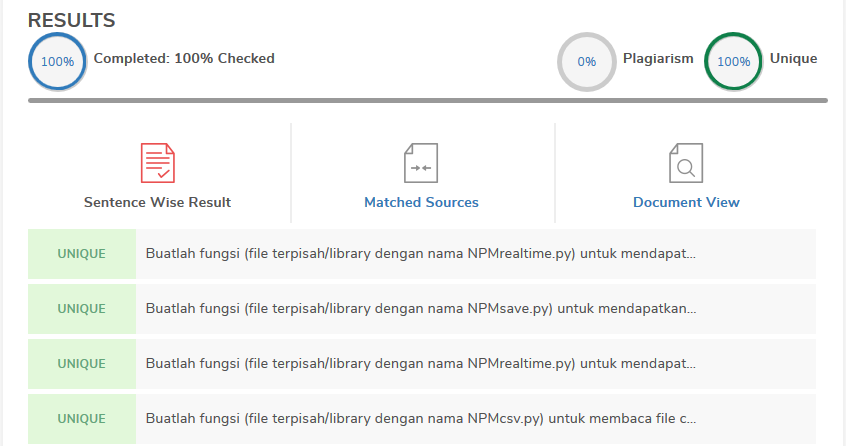 RESULTS
100% Completed: 100% Checked 0% Plagiarism 100% Unique
Sentence Wise Result Matched Sources Document View
UNIQUE Buatlah fungsi (file terpisah/library dengan nama NPMrealtime.py) untuk mendapat...
UNIQUE Buatlah fungsi (file terpisah/library dengan nama NPMsave.py) untuk mendapatkan...
UNIQUE Buatlah fungsi (file terpisah/library dengan nama NPMrealtime.py) untuk mendapat...
UNIQUE Buatlah fungsi (file terpisah/library dengan nama NPMcsv.py) untuk membaca file c...